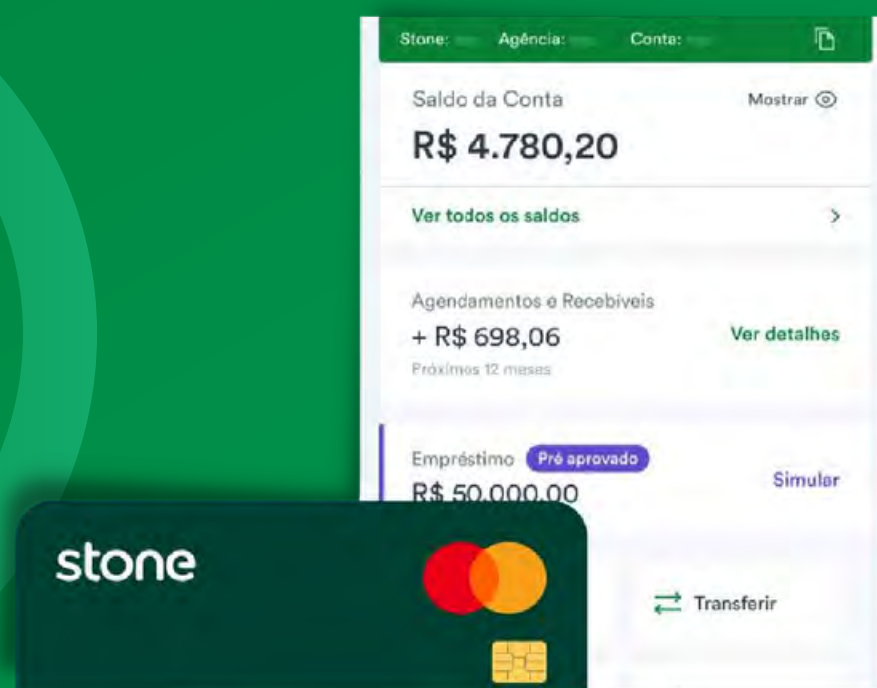 Stone: Agência: Conta:
Saldo da Conta Mostrar
R$ 4.780,20
Ver todos os saldos
Agendamentos e Recebíveis
+ R$ 698,06 Ver detalhes
Próximos 12 meses
Empréstimo Pré aprovado
R$ 50.000,00 Simular
stone
Transferir